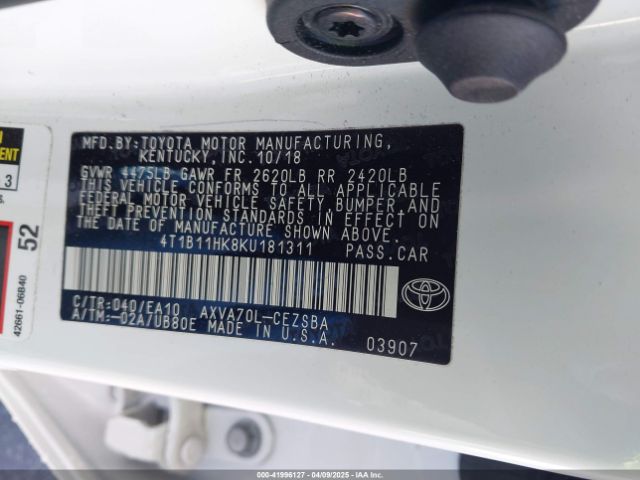 MFD.BY:TOYOTA MOTOR MANUFACTURING,
KENTUCKY, INC. 10/18
GVWR 4475LB GAWR FR 2620LB RR 2420LB
THIS VEHICLE CONFORMS TO ALL APPLICABLE
FEDERAL MOTOR VEHICLE SAFETY BUMPER AND
THEFT PREVENTION STANDARDS IN EFFECT ON
THE DATE OF MANUFACTURE SHOWN ABOVE.
4T1B11HK8KU181311 PASS.CAR
C/TR:040/EA10 AXVA70L-CEZSBA
A/TM:-02A/UB80E MADE IN U.S.A.
03907
52
42661-06B40
000-41996127 - 04/09/2025 - IAAI.COM